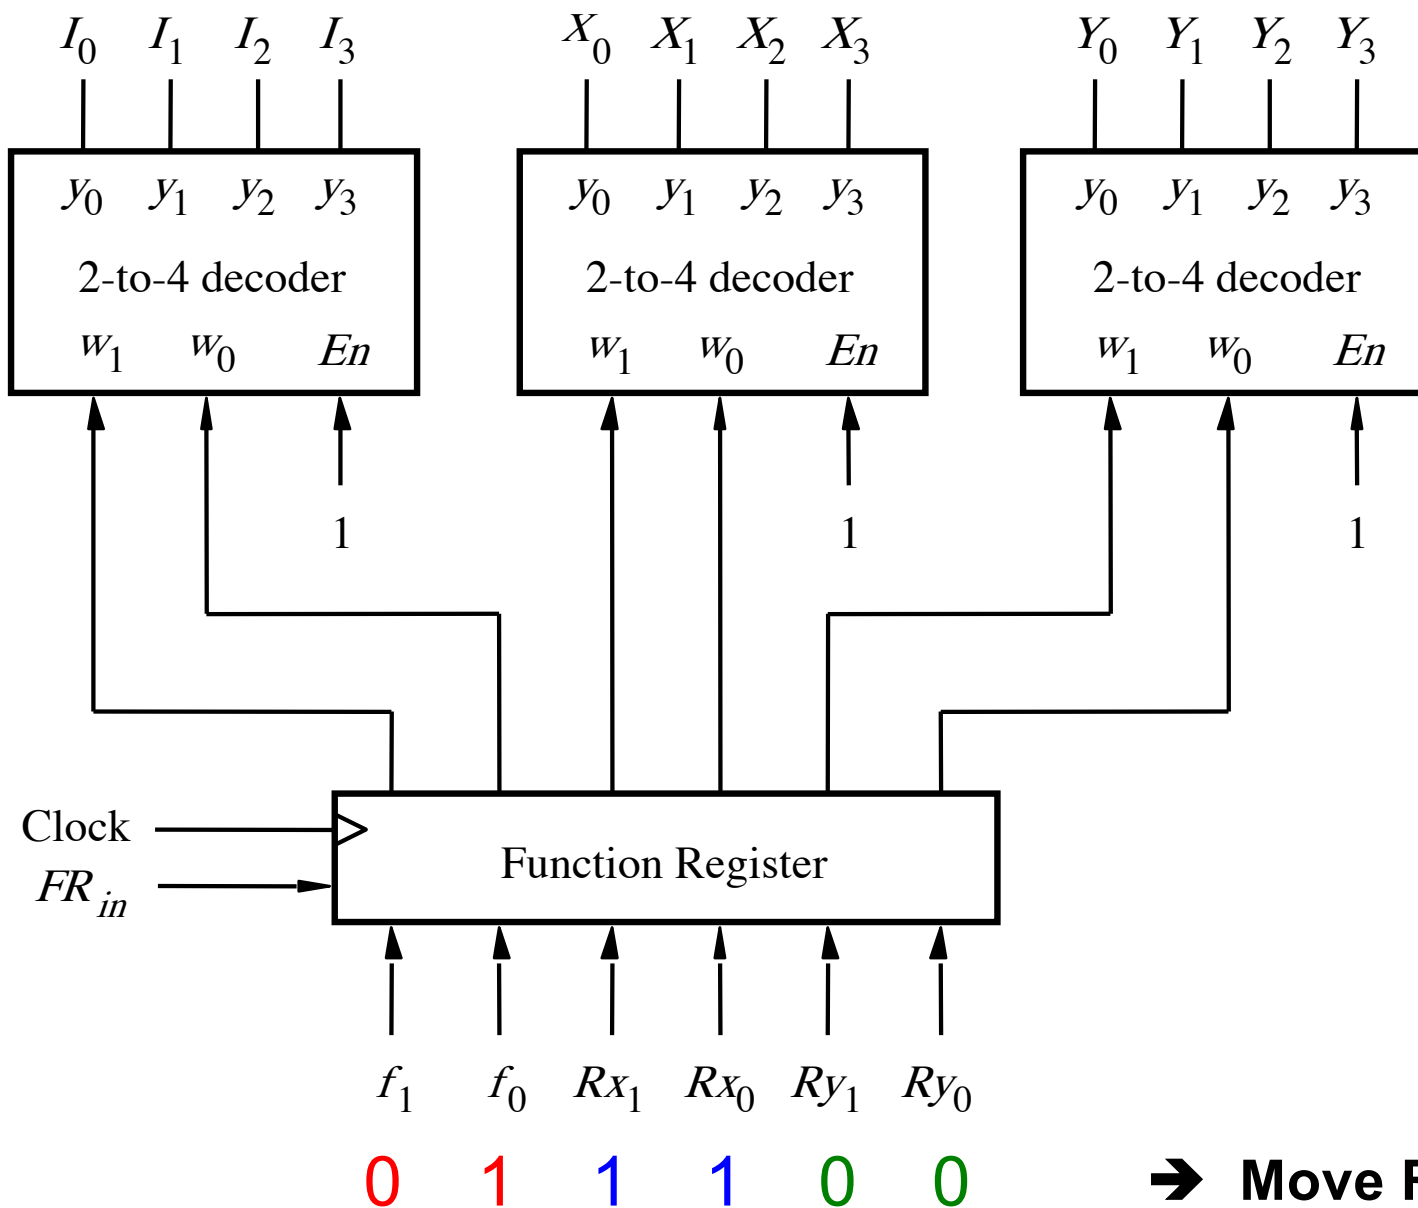 I0 I1 I2 I3 X0 X1 X2 X3 Y0 Y1 Y2 Y3
y0 y1 y2 y3 y0 y1 y2 y3 y0 y1 y2 y3
2-to-4 decoder 2-to-4 decoder 2-to-4 decoder
w1 w0 En w1 w0 En w1 w0 En
1 1 1
Clock
Function Register
FR in
f1 f0 Rx1 Rx0 Ry1 Ry0
0 1 1 1 0 0 ➔ Move